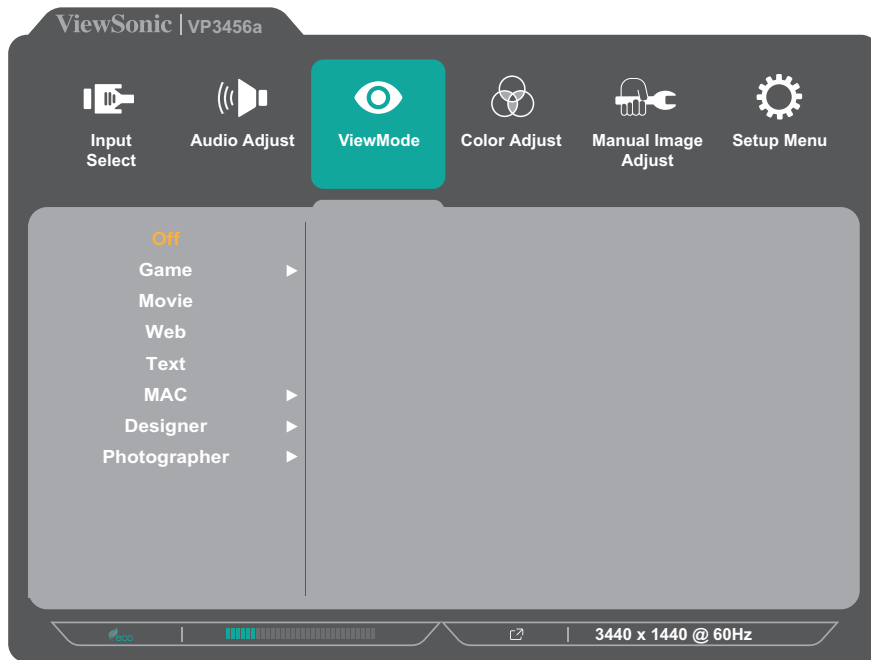 ViewSonic | VP3456a
Input Select
Audio Adjust
ViewMode
Color Adjust
Manual Image Adjust
Setup Menu
Off
Game
Movie
Web
Text
MAC
Designer
Photographer
eco
3440 x 1440 @ 60Hz